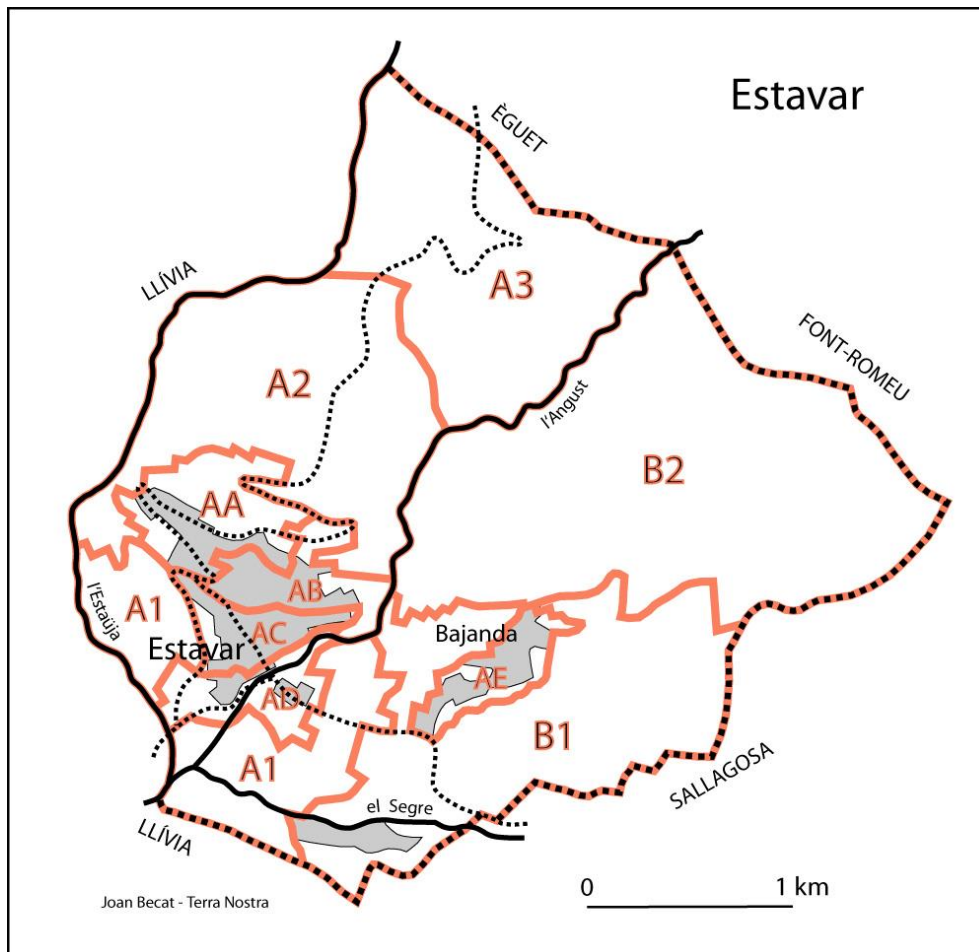 Estavar
ÈGUET
LLÍVIA
A3
FONT-ROMEU
A2
l'Angust
B2
AA
l'Estaüja
A1
AB
AC
Estavar
Bajanda
AE
AD
B1
A1
SALLAGOSA
el Segre
LLÍVIA
0 1 km
Joan Becat - Terra Nostra